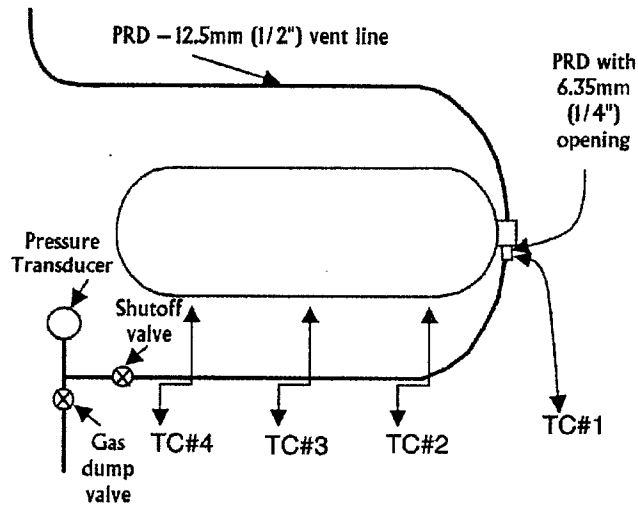 PRD – 12.5mm (1/2") vent line
PRD with
6.35mm
(1/4")
opening
Pressure
Transducer
Shutoff
valve
TC#4
TC#3
TC#2
TC#1
Gas
dump
valve